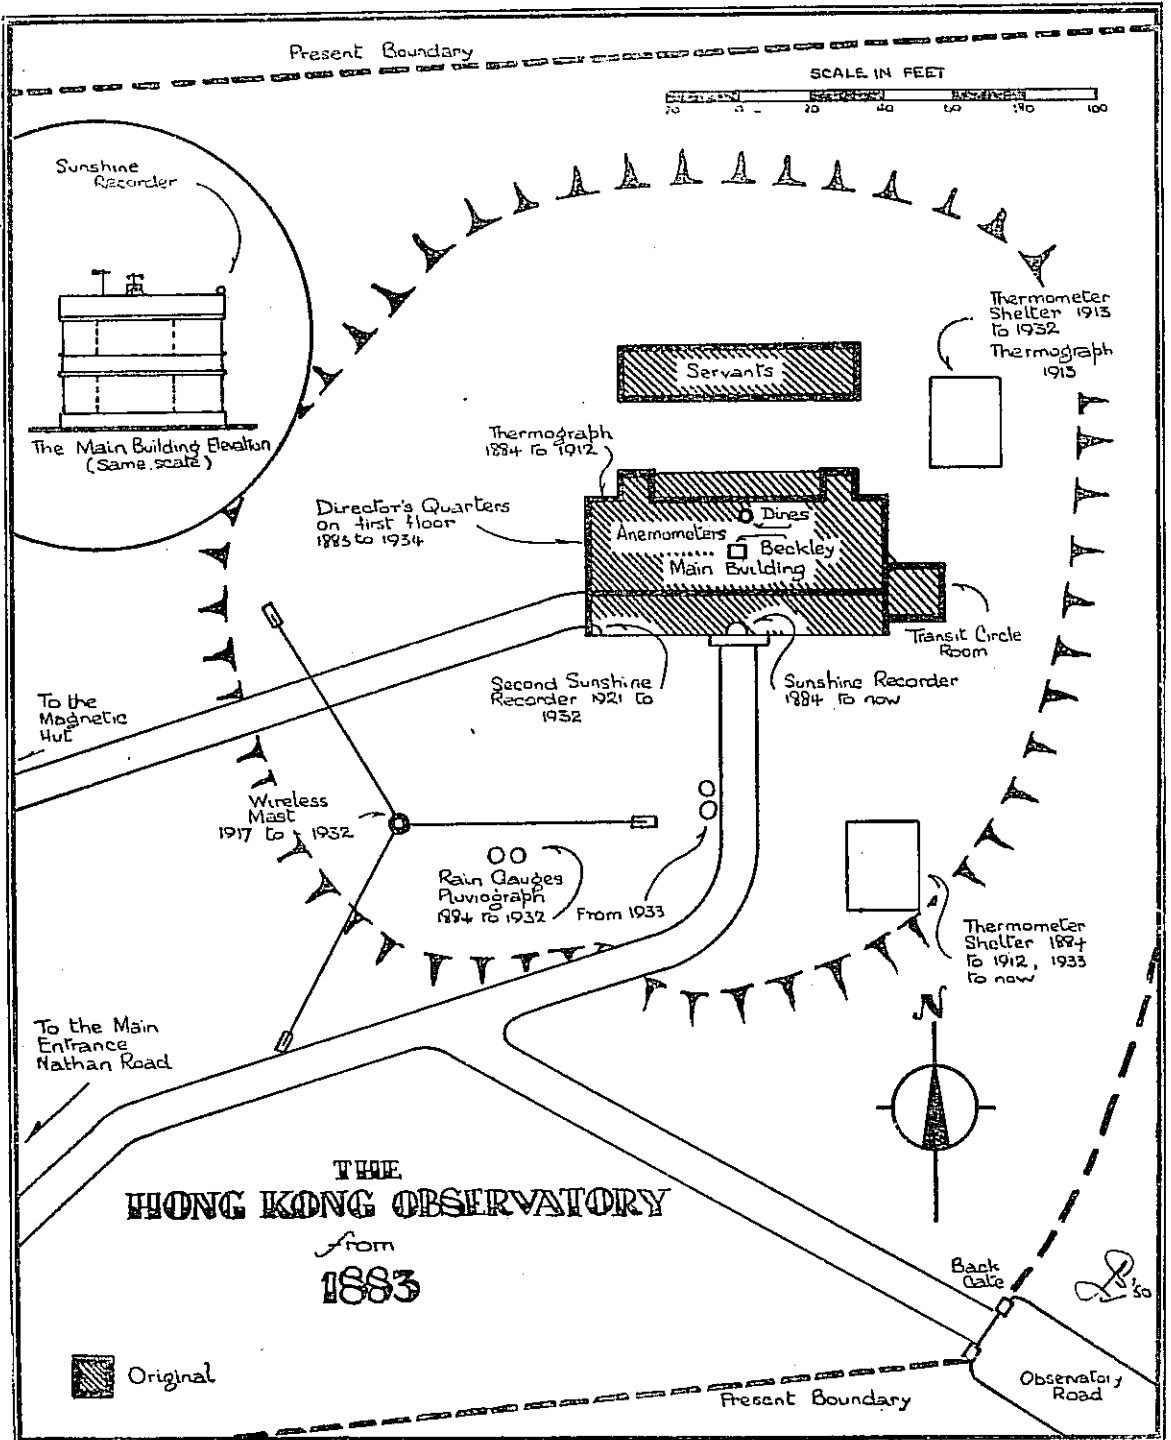 Present Boundary
SCALE IN FEET
20 0 20 40 60 80 100
Sunshine
Recorder
The Main Building Elevation
(Same scale)
Thermometer
Shelter 1913
to 1932
Thermograph
1913
Servants
Thermograph
1884 to 1912
Director's Quarters
on first floor
1883 to 1934
Dines
Anemometers
Beckley
Main Building
Transit Circle
Room
Second Sunshine
Recorder 1921 to
1932
Sunshine Recorder
1884 to now
To the
Magnetic
Hut
Wireless
Mast
1917 to 1932
Rain Gauges
Pluviograph
1884 to 1932
From 1933
Thermometer
Shelter 1884
to 1912, 1933
to now
N
To the Main
Entrance
Nathan Road
THE
HONG KONG OBSERVATORY
from
1883
Back
Gate
'50
Original
Observatory
Road
Present Boundary